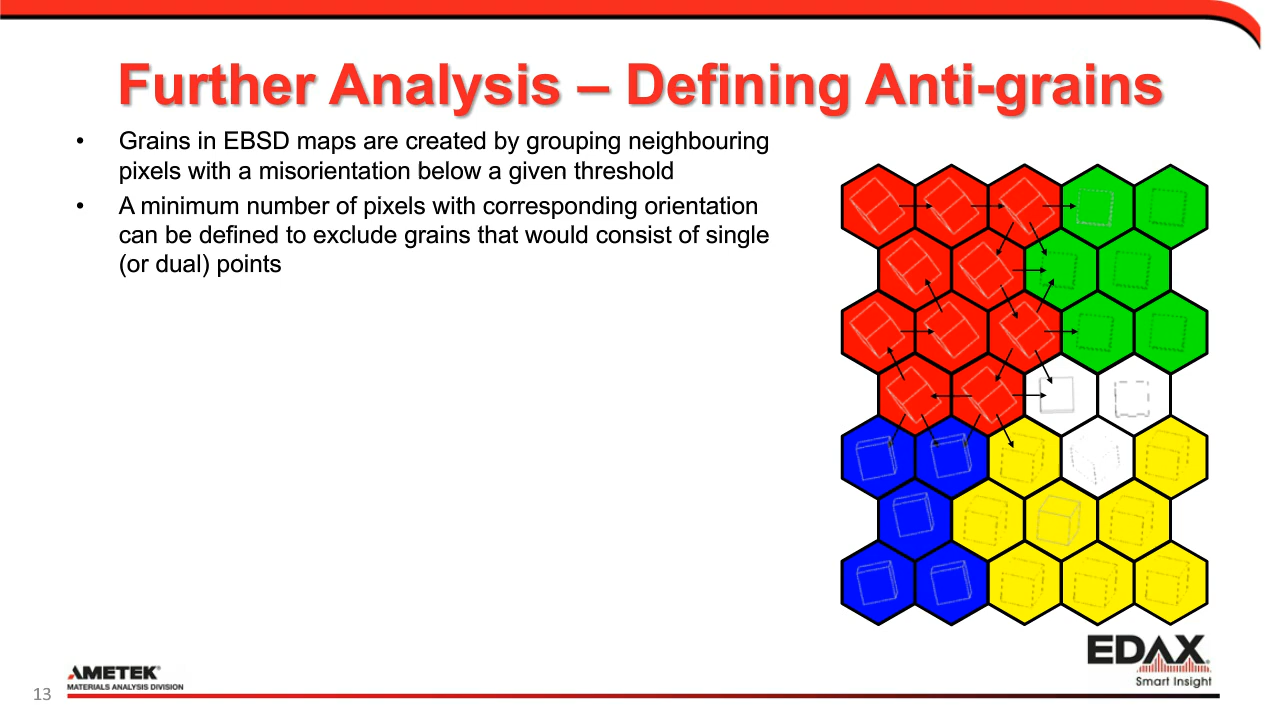 Further Analysis – Defining Anti-grains
• Grains in EBSD maps are created by grouping neighbouring
pixels with a misorientation below a given threshold
• A minimum number of pixels with corresponding orientation
can be defined to exclude grains that would consist of single
(or dual) points
EDAX
Smart Insight
AMETEK®
MATERIALS ANALYSIS DIVISION
13